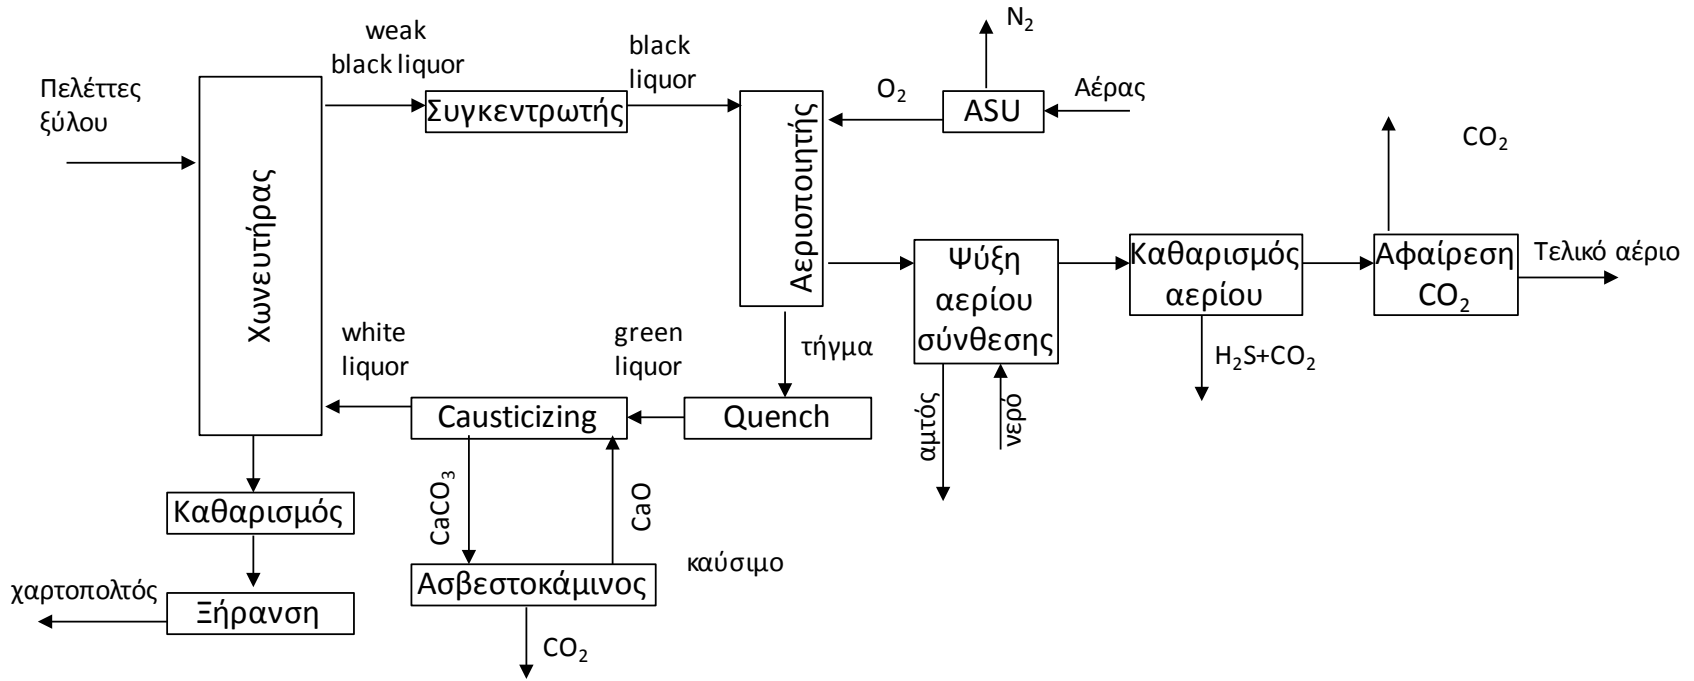 N2
weak
black liquor
black
liquor
Πελέττες
ξύλου
Συγκεντρωτής
O2
ASU
Αέρας
CO2
Χωνευτήρας
Αεριοποιητής
Ψύξη
αερίου
σύνθεσης
Καθαρισμός
αερίου
Αφαίρεση
CO2
Τελικό αέριο
white
liquor
green
liquor
τήγμα
H2S+CO2
Causticizing
Quench
αμτός
νερό
CaCO3
CaO
Καθαρισμός
καύσιμο
Ασβεστοκάμινος
χαρτοπολτός
Ξήρανση
CO2